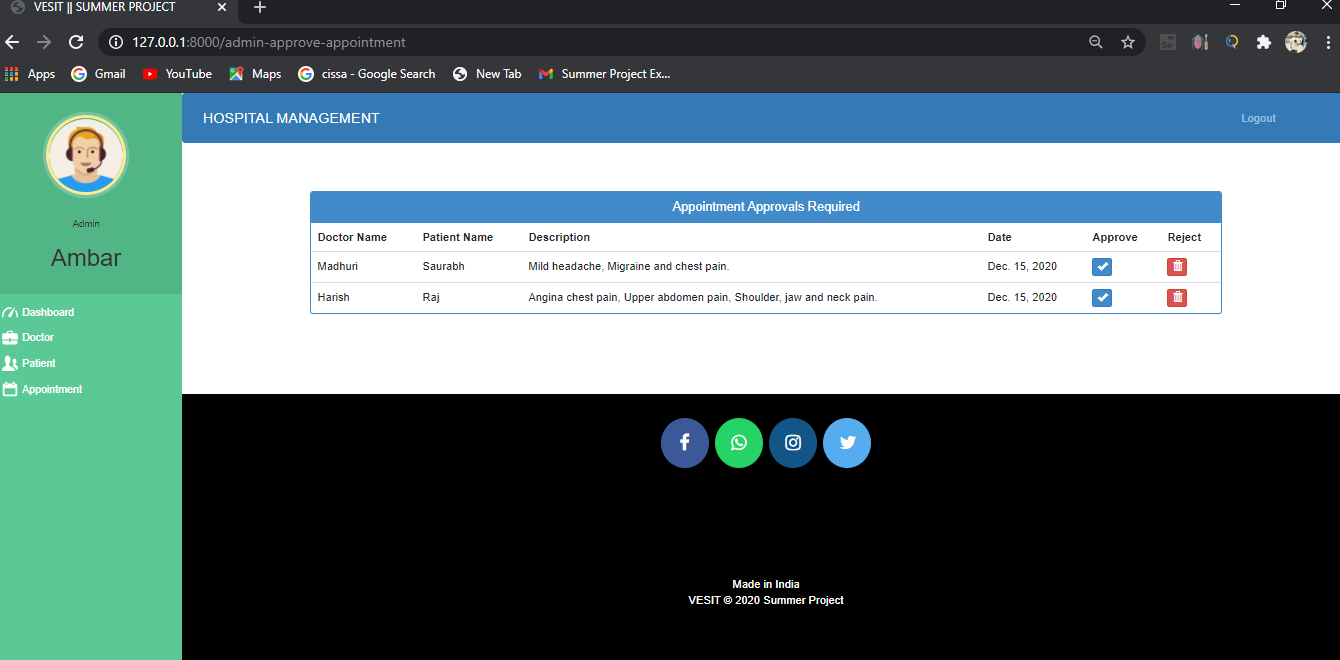 VESIT || SUMMER PROJECT
127.0.0.1:8000/admin-approve-appointment
Apps Gmail YouTube Maps cissa - Google Search New Tab Summer Project Ex...
HOSPITAL MANAGEMENT Logout
Admin
Ambar
Dashboard
Doctor
Patient
Appointment
Appointment Approvals Required
Doctor Name Patient Name Description Date Approve Reject
Madhuri Saurabh Mild headache, Migraine and chest pain. Dec. 15, 2020
Harish Raj Angina chest pain, Upper abdomen pain, Shoulder, jaw and neck pain. Dec. 15, 2020
Made in India
VESIT © 2020 Summer Project